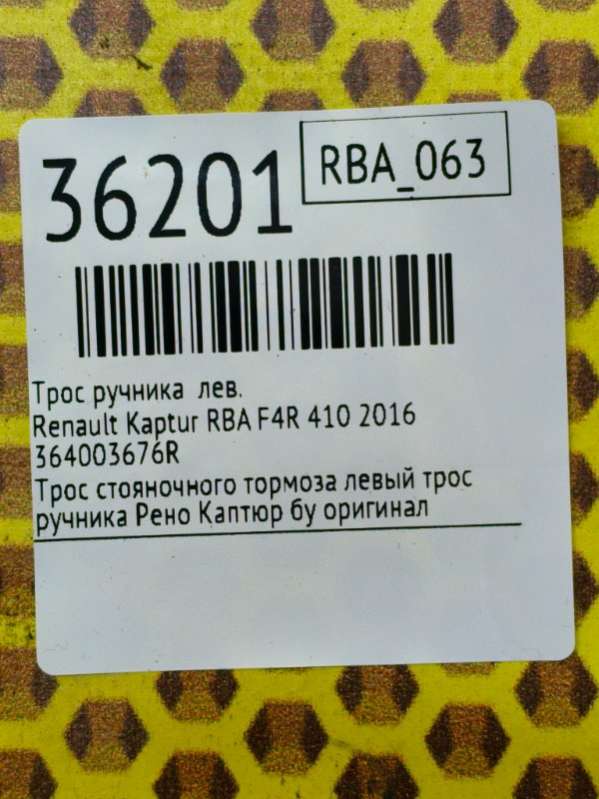 36201
RBA_063
Трос ручника лев.
Renault Kaptur RBA F4R 410 2016
364003676R
Трос стояночного тормоза левый трос
ручника Рено Каптюр бу оригинал